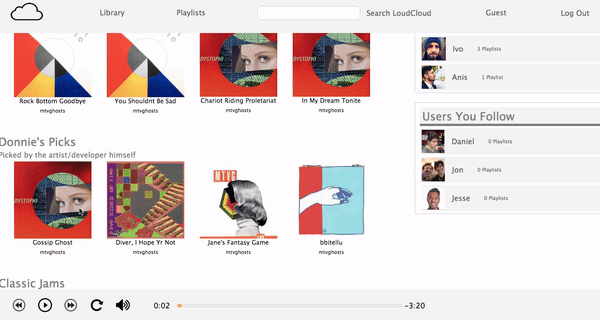 Library
Playlists
Search LoudCloud
Guest
Log Out
Rock Bottom Goodbye
mtvghosts
You Shouldnt Be Sad
mtvghosts
DYSTOPIO
Chariot Riding Proletariat
mtvghosts
DYSTOPIO
In My Dream Tonite
mtvghosts
Ivo
3 Playlists
Anis
1 Playlist
Users You Follow
Daniel
0 Playlists
Jon
0 Playlists
Jesse
0 Playlists
Donnie's Picks
Picked by the artist/developer himself
DYSTOPIO
Gossip Ghost
mtvghosts
Diver, I Hope Yr Not
mtvghosts
MTVG
Jane's Fantasy Game
mtvghosts
bbitellu
mtvghosts
Classic Jams
0:02
-3:20